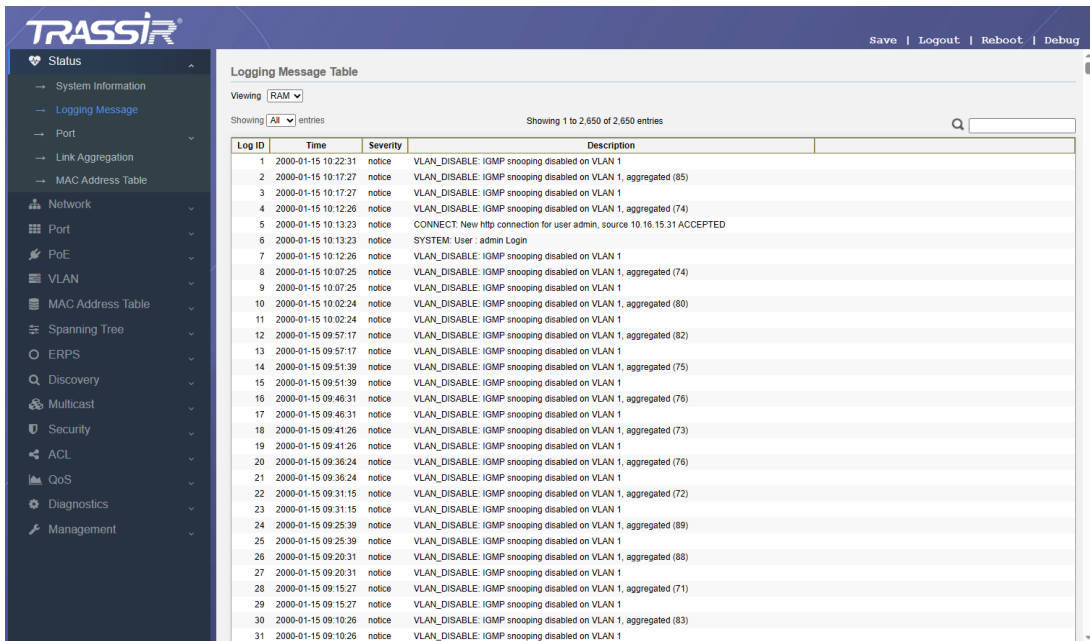 TRASSIR
Save | Logout | Reboot | Debug
Status
System Information
Logging Message
Port
Link Aggregation
MAC Address Table
Network
Port
PoE
VLAN
MAC Address Table
Spanning Tree
ERPS
Discovery
Multicast
Security
ACL
QoS
Diagnostics
Management
Logging Message Table
Viewing RAM
Showing All entries Showing 1 to 2,650 of 2,650 entries
Log ID Time Severity Description
1 2000-01-15 10:22:31 notice VLAN_DISABLE: IGMP snooping disabled on VLAN 1
2 2000-01-15 10:17:27 notice VLAN_DISABLE: IGMP snooping disabled on VLAN 1, aggregated (85)
3 2000-01-15 10:17:27 notice VLAN_DISABLE: IGMP snooping disabled on VLAN 1
4 2000-01-15 10:12:26 notice VLAN_DISABLE: IGMP snooping disabled on VLAN 1, aggregated (74)
5 2000-01-15 10:13:23 notice CONNECT: New http connection for user admin, source 10.16.15.31 ACCEPTED
6 2000-01-15 10:13:23 notice SYSTEM: User : admin Login
7 2000-01-15 10:12:26 notice VLAN_DISABLE: IGMP snooping disabled on VLAN 1
8 2000-01-15 10:07:25 notice VLAN_DISABLE: IGMP snooping disabled on VLAN 1, aggregated (74)
9 2000-01-15 10:07:25 notice VLAN_DISABLE: IGMP snooping disabled on VLAN 1
10 2000-01-15 10:02:24 notice VLAN_DISABLE: IGMP snooping disabled on VLAN 1, aggregated (80)
11 2000-01-15 10:02:24 notice VLAN_DISABLE: IGMP snooping disabled on VLAN 1
12 2000-01-15 09:57:17 notice VLAN_DISABLE: IGMP snooping disabled on VLAN 1, aggregated (82)
13 2000-01-15 09:57:17 notice VLAN_DISABLE: IGMP snooping disabled on VLAN 1
14 2000-01-15 09:51:39 notice VLAN_DISABLE: IGMP snooping disabled on VLAN 1, aggregated (75)
15 2000-01-15 09:51:39 notice VLAN_DISABLE: IGMP snooping disabled on VLAN 1
16 2000-01-15 09:46:31 notice VLAN_DISABLE: IGMP snooping disabled on VLAN 1, aggregated (76)
17 2000-01-15 09:46:31 notice VLAN_DISABLE: IGMP snooping disabled on VLAN 1
18 2000-01-15 09:41:26 notice VLAN_DISABLE: IGMP snooping disabled on VLAN 1, aggregated (73)
19 2000-01-15 09:41:26 notice VLAN_DISABLE: IGMP snooping disabled on VLAN 1
20 2000-01-15 09:36:24 notice VLAN_DISABLE: IGMP snooping disabled on VLAN 1, aggregated (76)
21 2000-01-15 09:36:24 notice VLAN_DISABLE: IGMP snooping disabled on VLAN 1
22 2000-01-15 09:31:15 notice VLAN_DISABLE: IGMP snooping disabled on VLAN 1, aggregated (72)
23 2000-01-15 09:31:15 notice VLAN_DISABLE: IGMP snooping disabled on VLAN 1
24 2000-01-15 09:25:39 notice VLAN_DISABLE: IGMP snooping disabled on VLAN 1, aggregated (89)
25 2000-01-15 09:25:39 notice VLAN_DISABLE: IGMP snooping disabled on VLAN 1
26 2000-01-15 09:20:31 notice VLAN_DISABLE: IGMP snooping disabled on VLAN 1, aggregated (88)
27 2000-01-15 09:20:31 notice VLAN_DISABLE: IGMP snooping disabled on VLAN 1
28 2000-01-15 09:15:27 notice VLAN_DISABLE: IGMP snooping disabled on VLAN 1, aggregated (71)
29 2000-01-15 09:15:27 notice VLAN_DISABLE: IGMP snooping disabled on VLAN 1
30 2000-01-15 09:10:26 notice VLAN_DISABLE: IGMP snooping disabled on VLAN 1, aggregated (83)
31 2000-01-15 09:10:26 notice VLAN_DISABLE: IGMP snooping disabled on VLAN 1